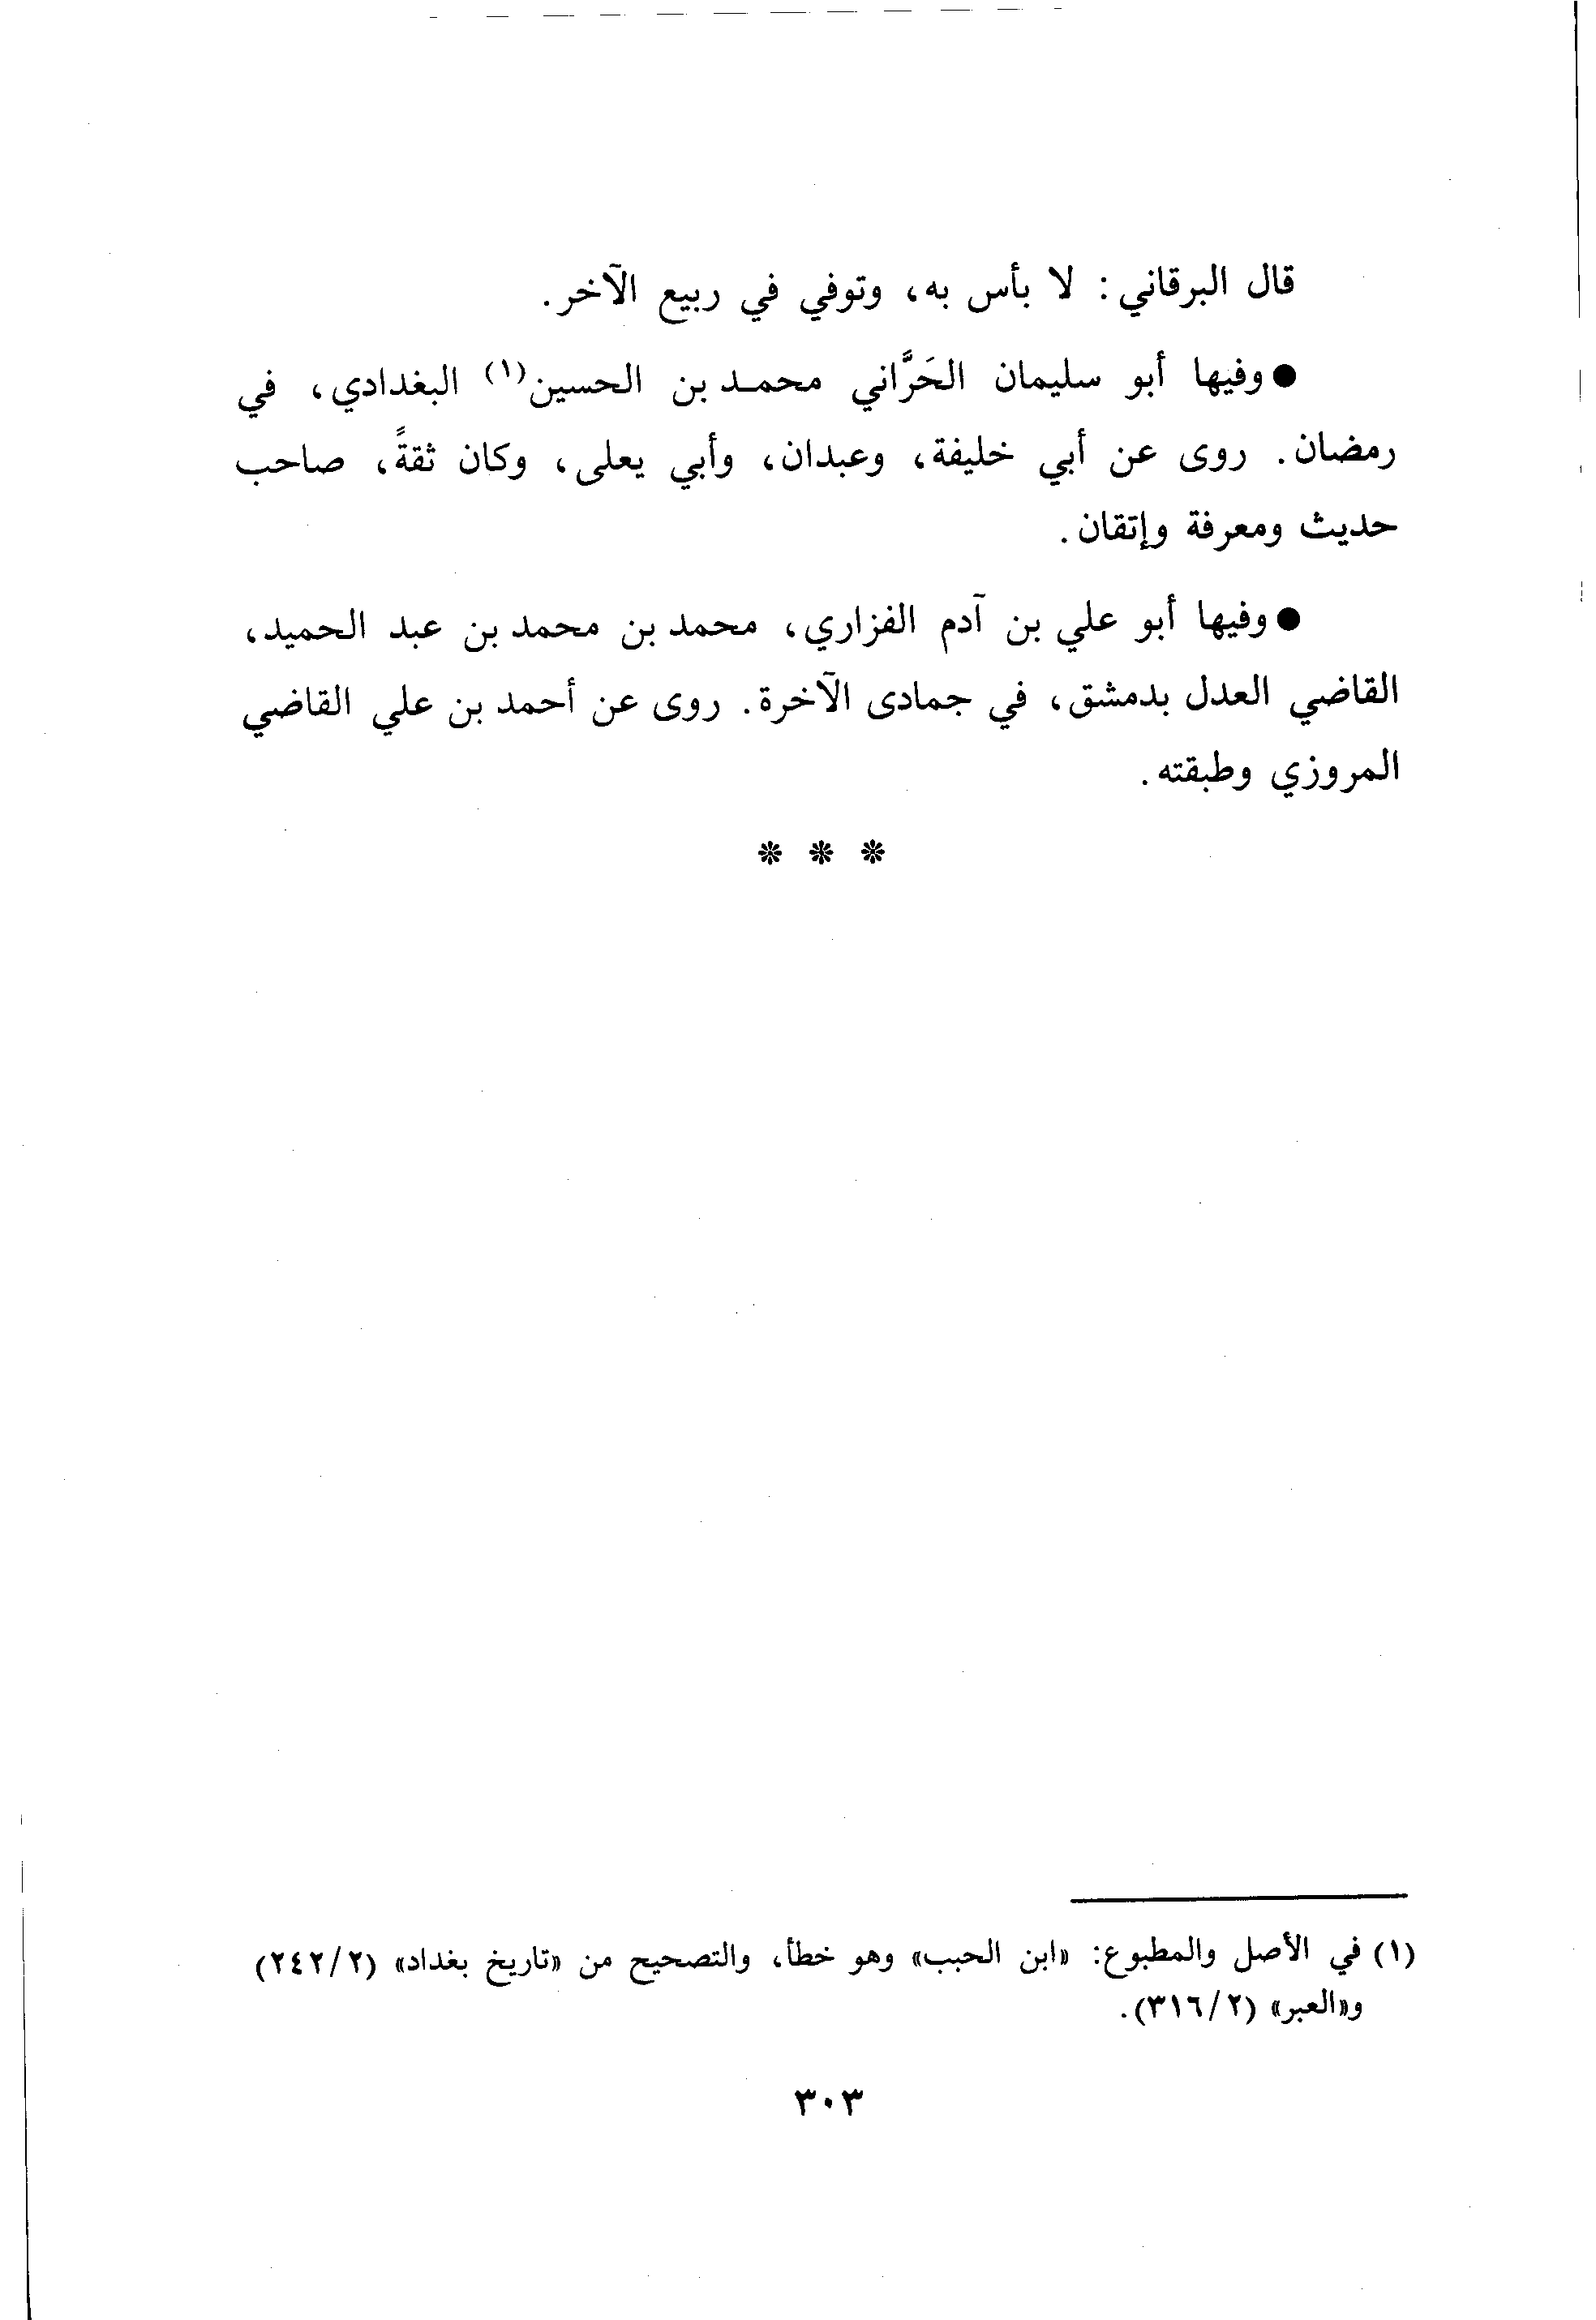 قال البرقاني: لا بأس به، وتوفي في ربيع الآخر.
● وفيها أبو سليمان الحَرَّاني محمد بن الحسين(١) البغدادي، في
رمضان. روى عن أبي خليفة، وعبدان، وأبي يعلى، وكان ثقةً، صاحب
حديث ومعرفة وإتقان.
● وفيها أبو علي بن آدم الفزاري، محمد بن محمد بن عبد الحميد،
القاضي العدل بدمشق، في جمادى الآخرة. روى عن أحمد بن علي القاضي
المروزي وطبقته.
* * *
(١) في الأصل والمطبوع: «ابن الحبب» وهو خطأ، والتصحيح من «تاريخ بغداد» (٢٤٢/٢)
و«العبر» (٣١٦/٢).
٣٠٣